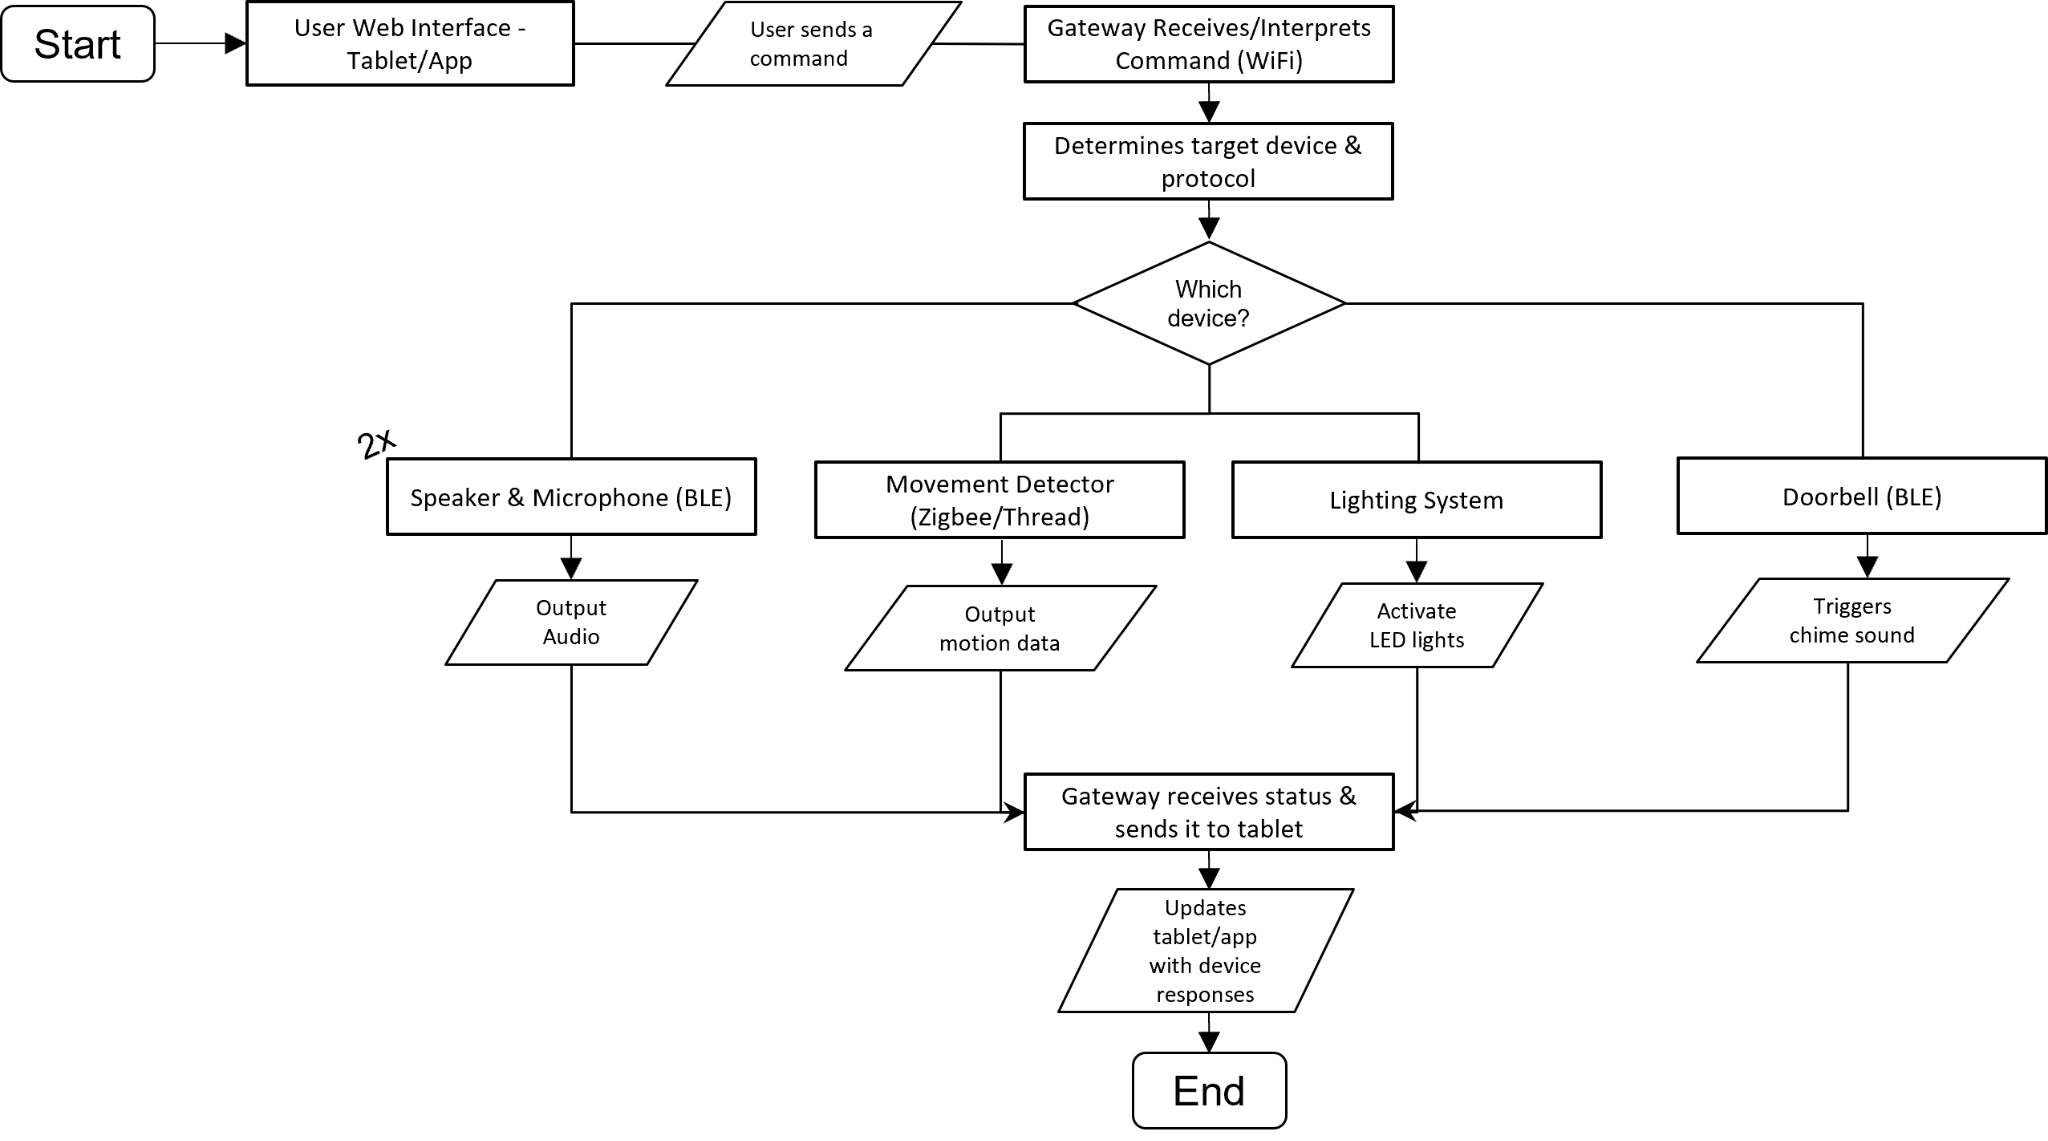 Start
User Web Interface -
Tablet/App
User sends a
command
Gateway Receives/Interprets
Command (WiFi)
Determines target device &
protocol
Which
device?
2x
Speaker & Microphone (BLE)
Movement Detector
(Zigbee/Thread)
Lighting System
Doorbell (BLE)
Output
Audio
Output
motion data
Activate
LED lights
Triggers
chime sound
Gateway receives status &
sends it to tablet
Updates
tablet/app
with device
responses
End